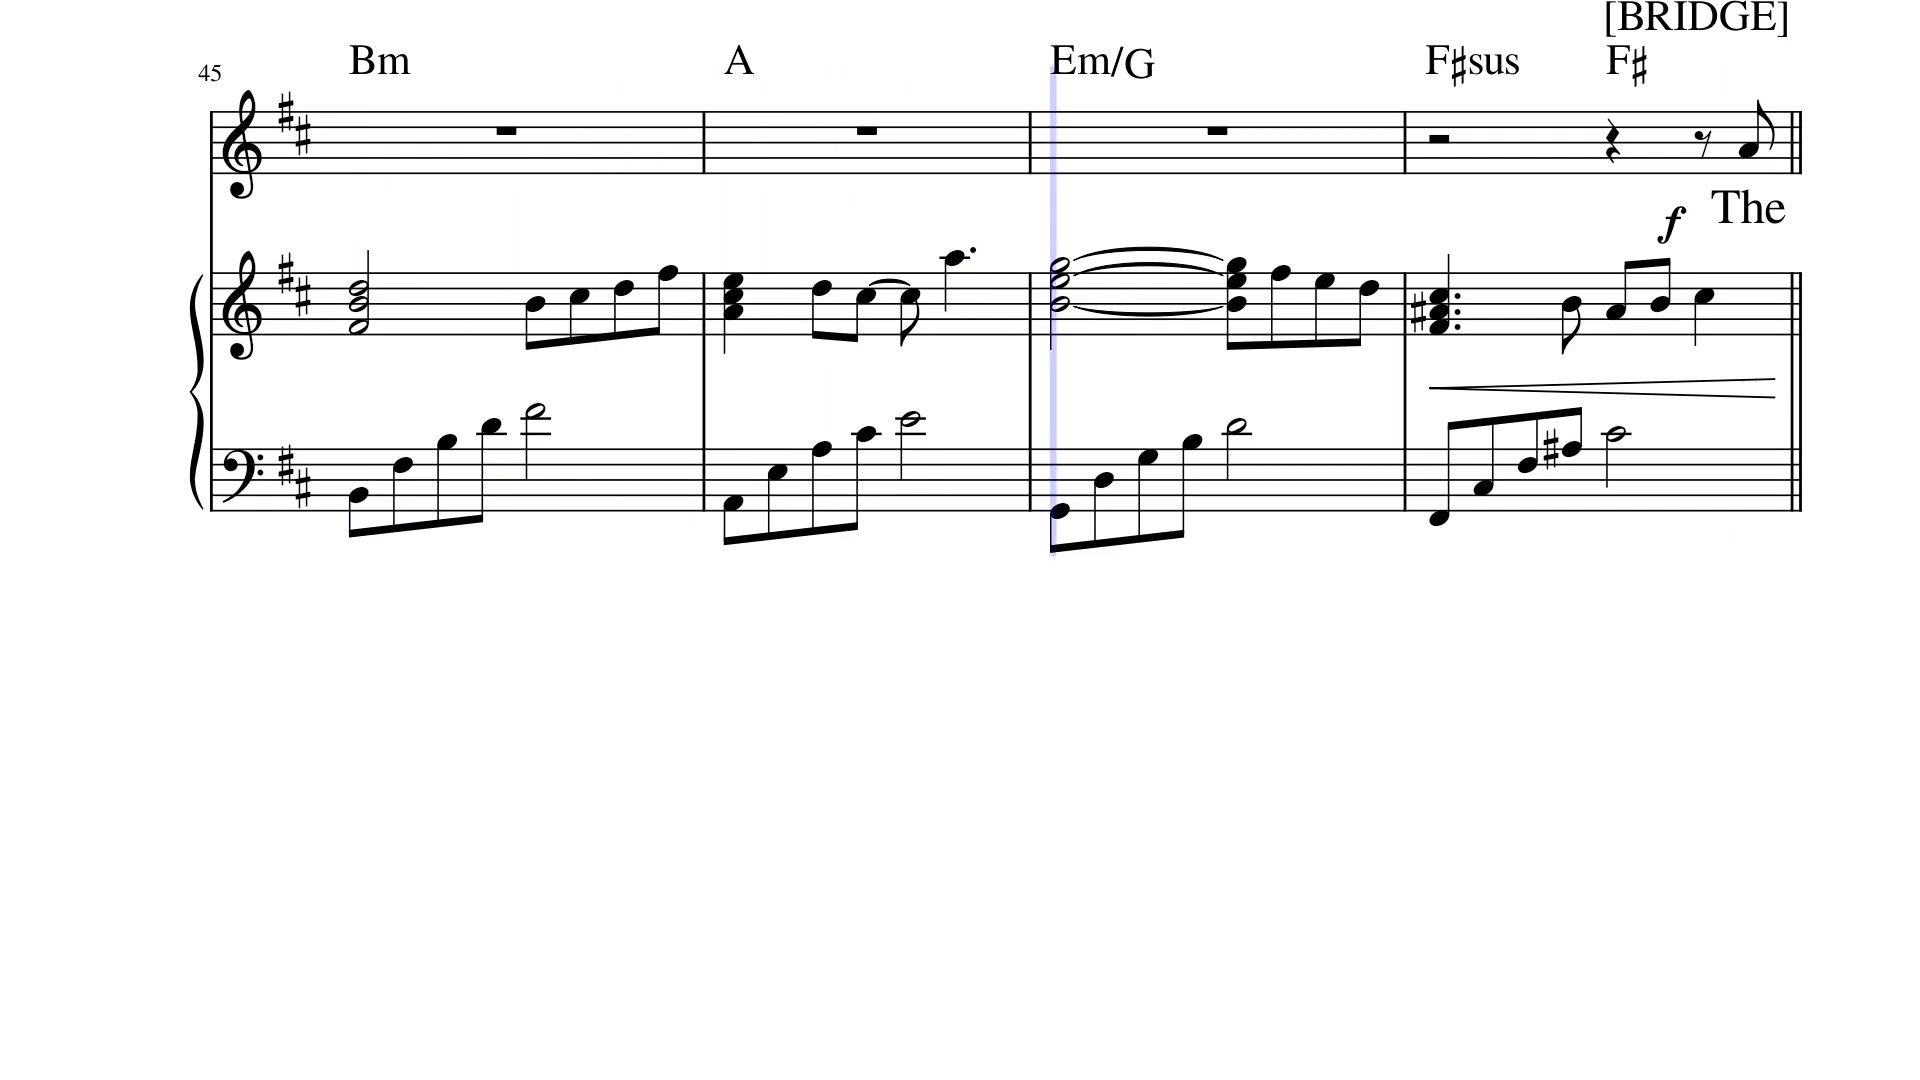 [BRIDGE]
45 Bm A Em/G F♯sus F♯
f The